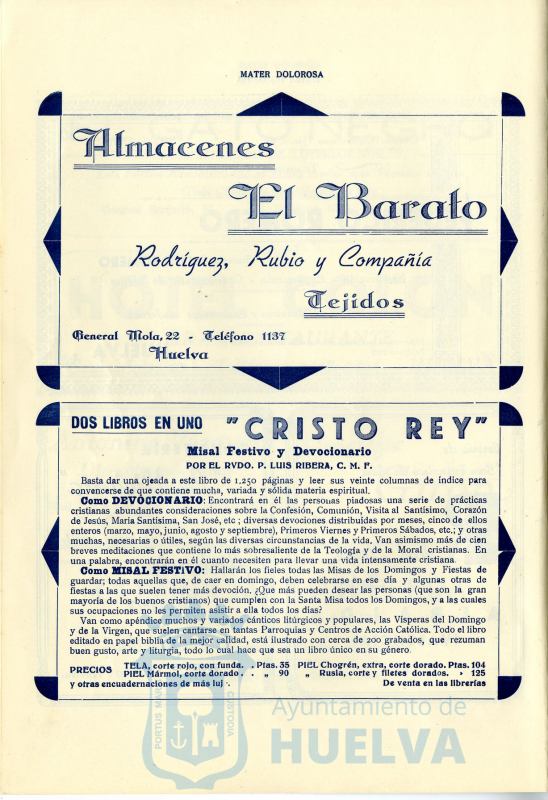 MATER DOLOROSA
Almacenes
El Barato
Rodríguez, Rubio y Compañía
Tejidos
General Mola, 22 - Teléfono 1137
Huelva
DOS LIBROS EN UNO "CRISTO REY"
Misal Festivo y Devocionario
POR EL RVDO. P. LUIS RIBERA, C. M. F.
Basta dar una ojeada a este libro de 1.250 páginas y leer sus veinte columnas de índice para
convencerse de que contiene mucha, variada y sólida materia espiritual.
Como DEVOCIONARIO: Encontrará en él las personas piadosas una serie de prácticas
cristianas abundantes consideraciones sobre la Confesión, Comunión, Visita al Santísimo, Corazón
de Jesús, María Santísima, San José, etc ; diversas devociones distribuídas por meses, cinco de ellos
enteros (marzo, mayo, junio, agosto y septiembre), Primeros Viernes y Primeros Sábados, etc.; y otras
muchas, necesarias o útiles, según las diversas circunstancias de la vida, Van asimismo más de cien
breves meditaciones que contiene lo más sobresaliente de la Teología y de la Moral cristianas. En
una palabra, encontrarán en él cuanto necesiten para llevar una vida intensamente cristiana.
Como MISAL FESTIVO: Hallarán los fieles todas las Misas de los Domingos y Fiestas de
guardar; todas aquellas que, de caer en domingo, deben celebrarse en ese día y algunas otras de
fiestas a las que suelen tener más devoción. ¿Que más pueden desear las personas (que son la gran
mayoría de los buenos cristianos) que cumplen con la Santa Misa todos los Domingos, y a las cuales
sus ocupaciones no les permiten asistir a ella todos los días?
Van como apéndice muchos y variados cánticos litúrgicos y populares, las Vísperas del Domingo
y de la Virgen, que suelen cantarse en tantas Parroquias y Centros de Acción Católica. Todo el libro
editado en papel biblia de la mejor calidad, está ilustrado con cerca de 200 grabados, que rezuman
buen gusto, arte y liturgia, todo lo cual hace que sea un libro único en su género.
PRECIOS TELA, corte rojo, con funda. . Ptas. 35 PIEL Chogrén, extra, corte dorado. Ptas. 104
PIEL Mármol, corte dorado. . „ 90 „ Rusia, corte y filetes dorados. » 125
y otras encuadernaciones de más De venta en las librerías
PORTUS MARIS CUSTODIA
Ayuntamiento de
HUELVA